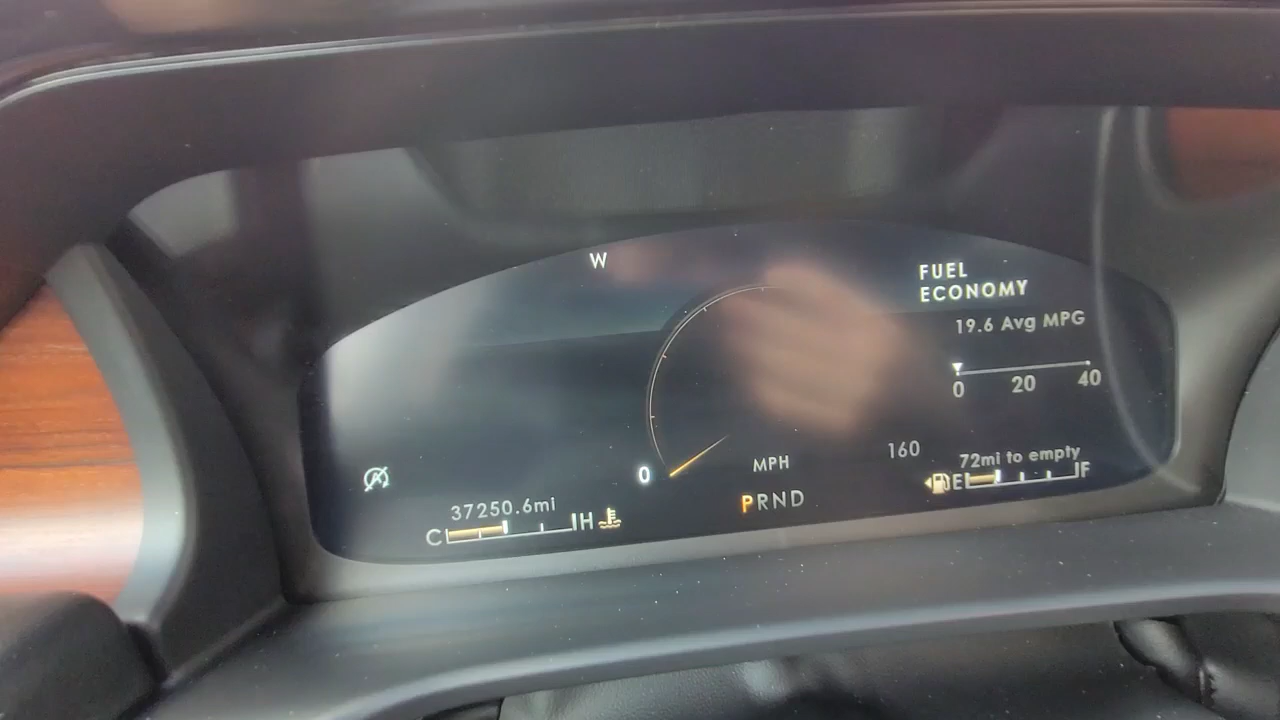 W
FUEL
ECONOMY
19.6 Avg MPG
0 20 40
0
MPH
160
72mi to empty
E F
PRND
37250.6mi
C H